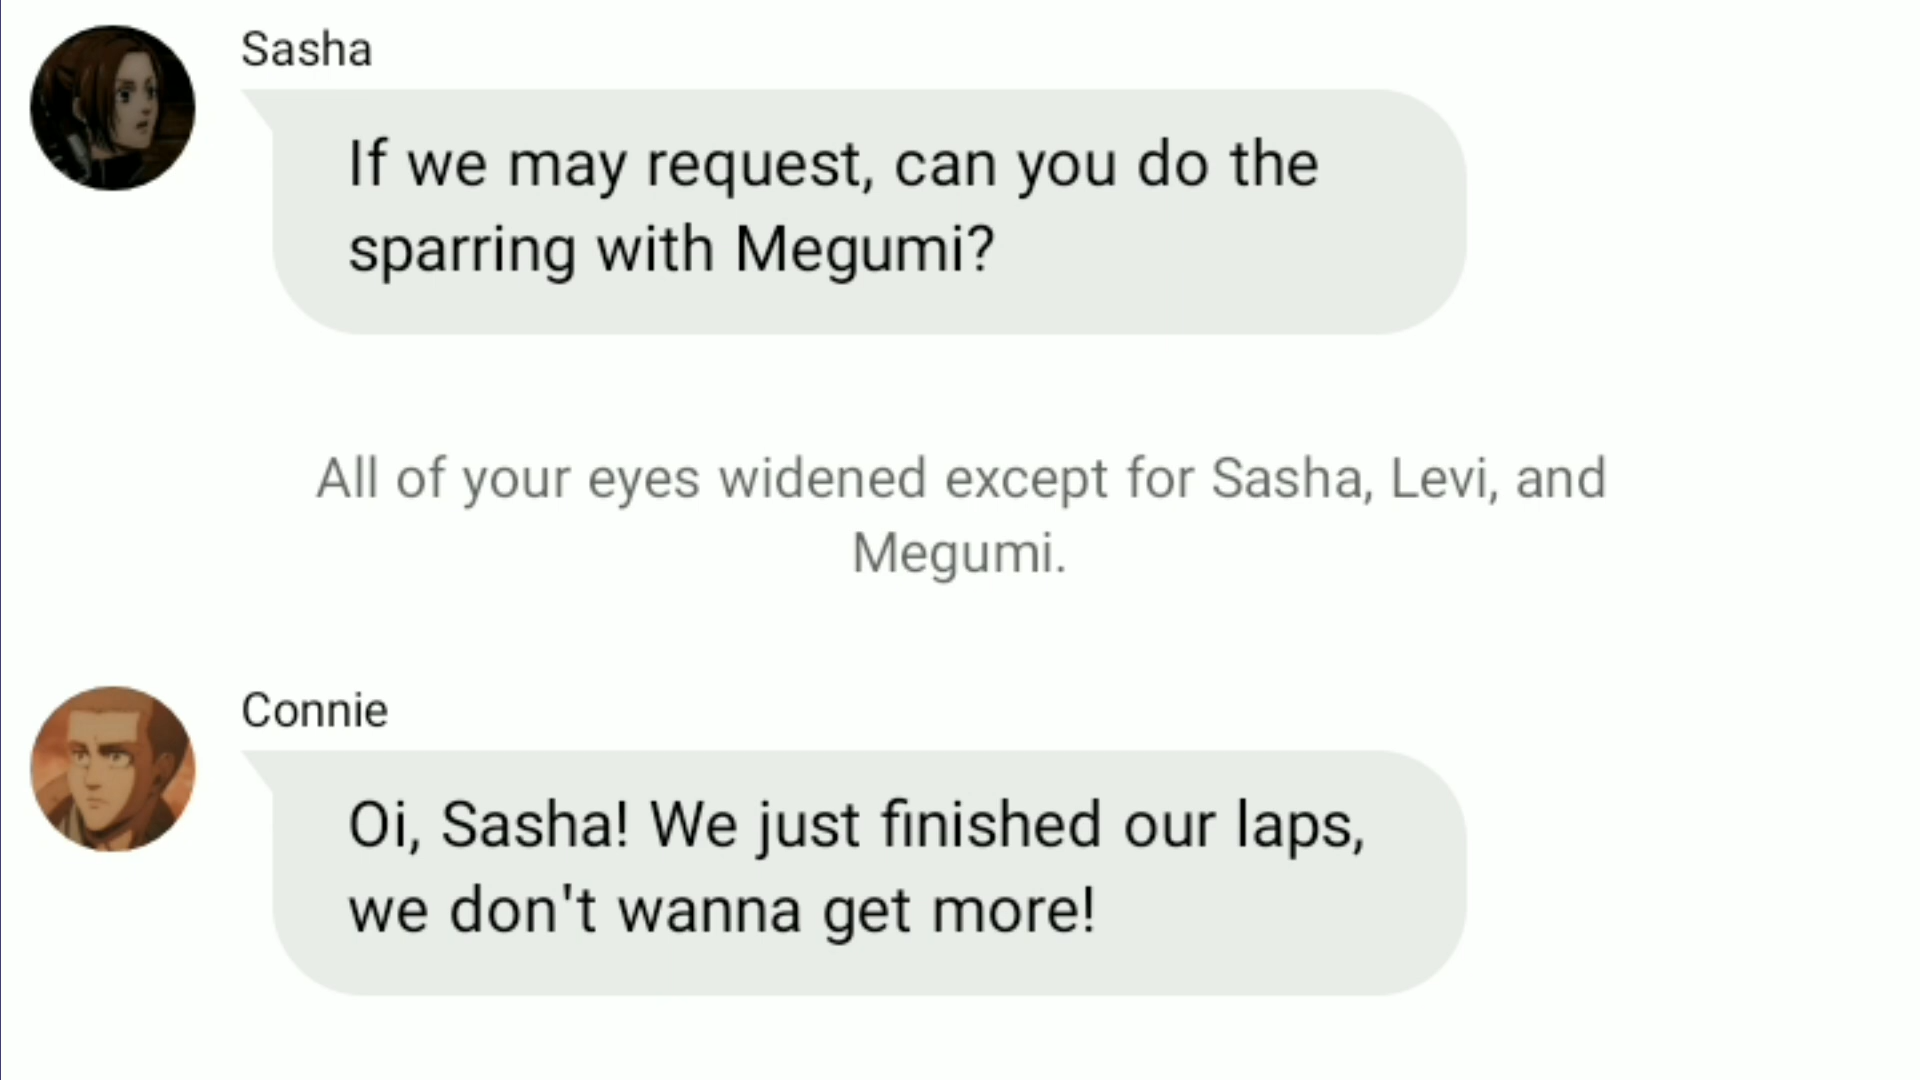 Sasha
If we may request, can you do the
sparring with Megumi?
All of your eyes widened except for Sasha, Levi, and
Megumi.
Connie
Oi, Sasha! We just finished our laps,
we don't wanna get more!